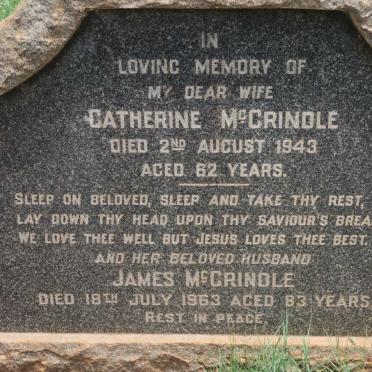 IN
LOVING MEMORY OF
MY DEAR WIFE
CATHERINE McCRINDLE
DIED 2ND AUGUST 1943
AGED 62 YEARS.
SLEEP ON BELOVED, SLEEP AND TAKE THY REST,
LAY DOWN THY HEAD UPON THY SAVIOUR'S BREA
WE LOVE THEE WELL BUT JESUS LOVES THEE BEST.
AND HER BELOVED HUSBAND
JAMES McCRINDLE
DIED 18TH JULY 1963 AGED 83 YEARS
REST IN PEACE.